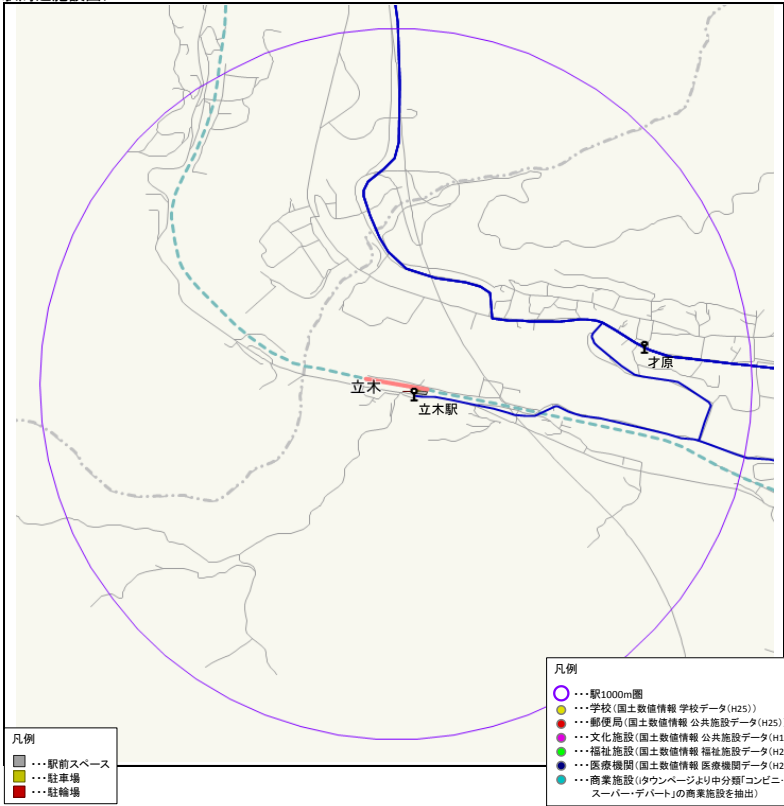 才原
立木
立木駅
凡例
･･･駅前スペース
･･･駐車場
･･･駐輪場
凡例
･･･駅1000m圏
･･･学校(国土数値情報 学校データ(H25))
･･･郵便局(国土数値情報 公共施設データ(H25)
･･･文化施設(国土数値情報 公共施設データ(H1
･･･福祉施設(国土数値情報 福祉施設データ(H2
･･･医療機関(国土数値情報 医療機関データ(H2
･･･商業施設(iタウンページより中分類「コンビニ・
スーパー・デパート」の商業施設を抽出)